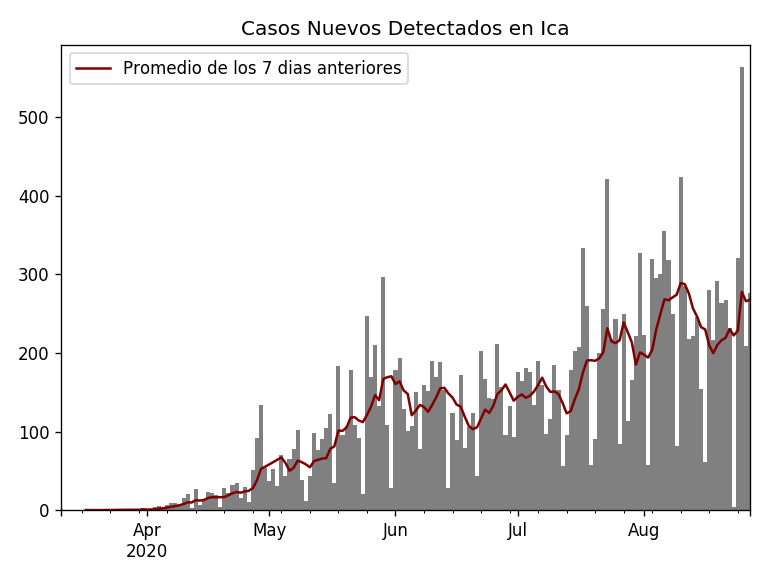 Casos Nuevos Detectados en Ica
Promedio de los 7 dias anteriores
500
400
300
200
100
0
Apr
2020
May
Jun
Jul
Aug